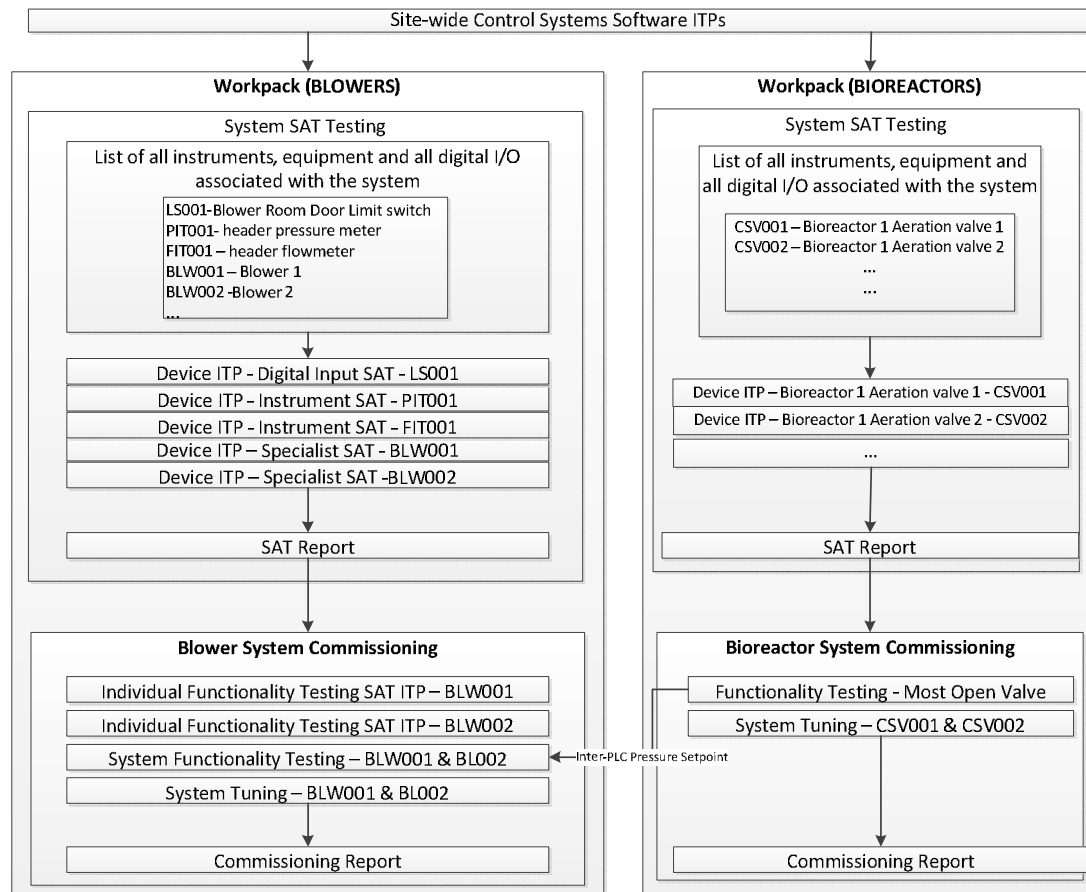 Site-wide Control Systems Software ITPs
Workpack (BLOWERS)
System SAT Testing
List of all instruments, equipment and all digital I/O
associated with the system
LS001-Blower Room Door Limit switch
PIT001- header pressure meter
FIT001 – header flowmeter
BLW001 – Blower 1
BLW002 -Blower 2
...
Device ITP - Digital Input SAT - LS001
Device ITP - Instrument SAT - PIT001
Device ITP - Instrument SAT - FIT001
Device ITP – Specialist SAT - BLW001
Device ITP – Specialist SAT -BLW002
SAT Report
Blower System Commissioning
Individual Functionality Testing SAT ITP – BLW001
Individual Functionality Testing SAT ITP – BLW002
System Functionality Testing – BLW001 & BL002
System Tuning – BLW001 & BL002
Commissioning Report
Inter-PLC Pressure Setpoint
Workpack (BIOREACTORS)
System SAT Testing
List of all instruments, equipment and
all digital I/O associated with the system
CSV001 – Bioreactor 1 Aeration valve 1
CSV002 – Bioreactor 1 Aeration valve 2
...
...
Device ITP – Bioreactor 1 Aeration valve 1 - CSV001
Device ITP – Bioreactor 1 Aeration valve 2 - CSV002
...
SAT Report
Bioreactor System Commissioning
Functionality Testing - Most Open Valve
System Tuning – CSV001 & CSV002
Commissioning Report